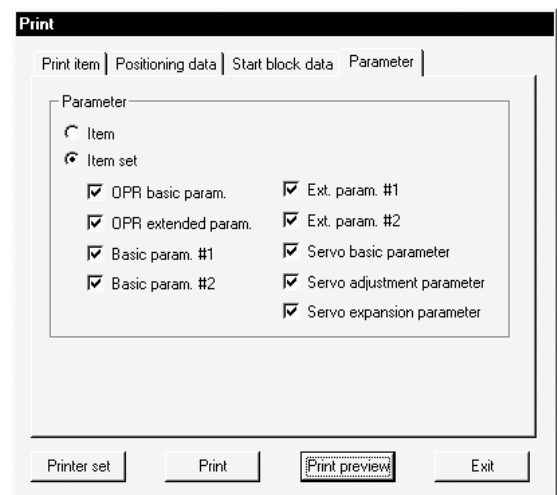 Print
Print item Positioning data Start block data Parameter
Parameter
Item
Item set
OPR basic param.
OPR extended param.
Basic param. #1
Basic param. #2
Ext. param. #1
Ext. param. #2
Servo basic parameter
Servo adjustment parameter
Servo expansion parameter
Printer set Print Print preview Exit